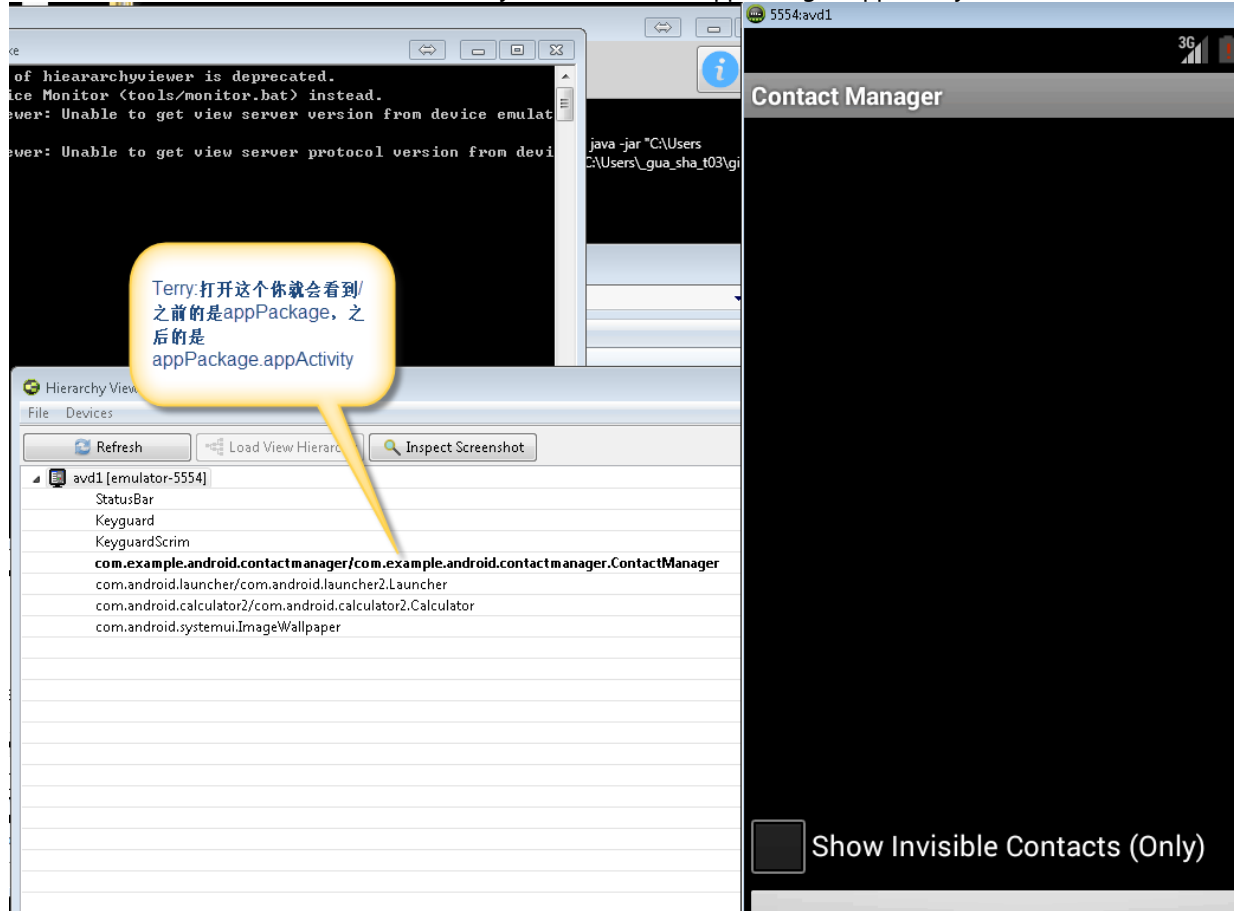 5554:avd1
3G
Contact Manager
of hieararchyviewer is deprecated.
ice Monitor (tools/monitor.bat) instead.
ewer: Unable to get view server version from device emulat
ewer: Unable to get view server protocol version from devi
java -jar "C:\Users
C:\Users\_gua_sha_t03\gi
Terry:打开这个你就会看到/
之前的是appPackage，之
后的是
appPackage.appActivity
Hierarchy View
File Devices
Refresh
Load View Hierarc
Inspect Screenshot
avd1 [emulator-5554]
StatusBar
Keyguard
KeyguardScrim
com.example.android.contactmanager/com.example.android.contactmanager.ContactManager
com.android.launcher/com.android.launcher2.Launcher
com.android.calculator2/com.android.calculator2.Calculator
com.android.systemui.ImageWallpaper
Show Invisible Contacts (Only)